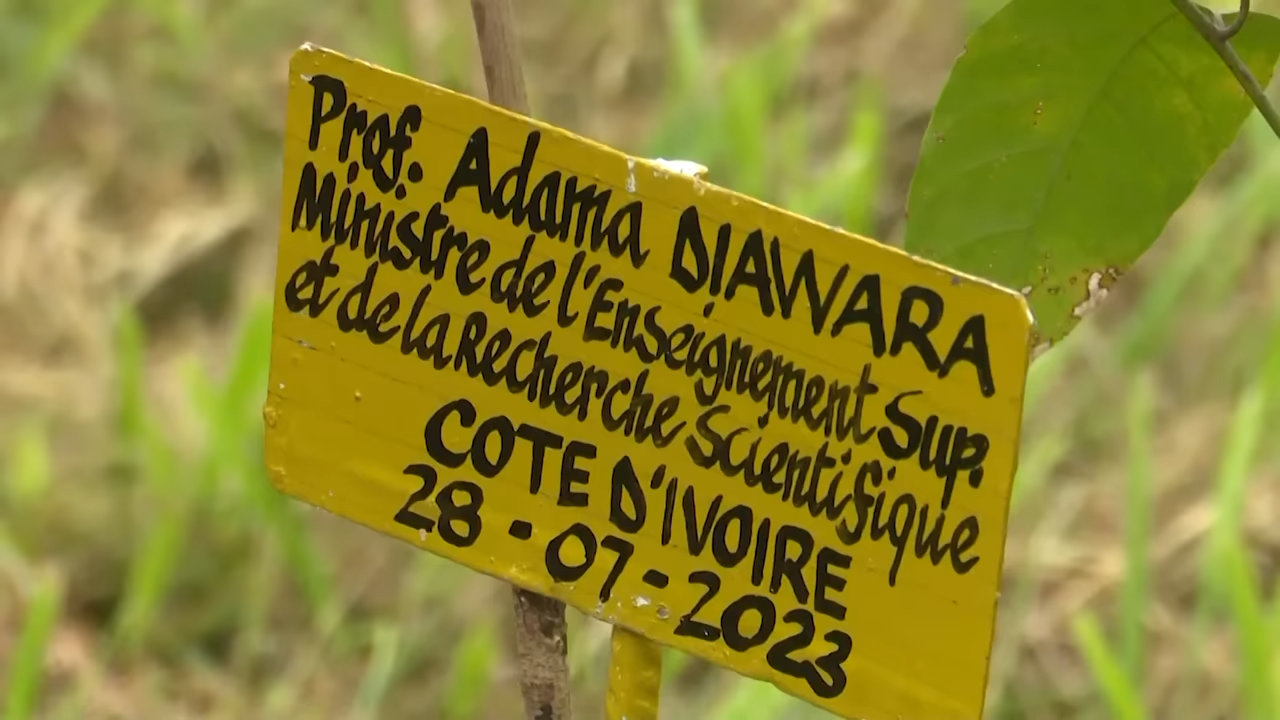 Prof. Adama DIAWARA
Ministre de l'Enseignement Sup.
et de la Recherche Scientifique
COTE D'IVOIRE
28-07-2023